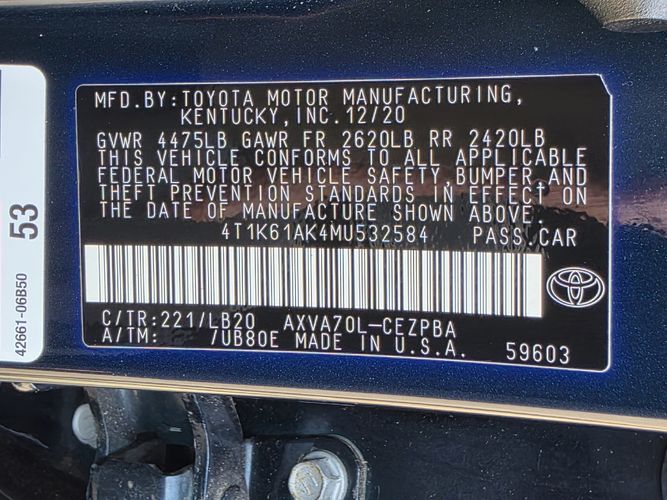 MFD.BY:TOYOTA MOTOR MANUFACTURING,
KENTUCKY,INC.12/20
GVWR 4475LB GAWR FR 2620LB RR 2420LB
THIS VEHICLE CONFORMS TO ALL APPLICABLE
FEDERAL MOTOR VEHICLE SAFETY,BUMPER,AND
THEFT PREVENTION STANDARDS IN EFFECT ON
THE DATE OF MANUFACTURE SHOWN ABOVE.
4T1K61AK4MU532584 PASS.CAR
C/TR:221/LB20 AXVA70L-CEZPBA
A/TM: /UB80E MADE IN U.S.A. 59603
53
42661-06B50